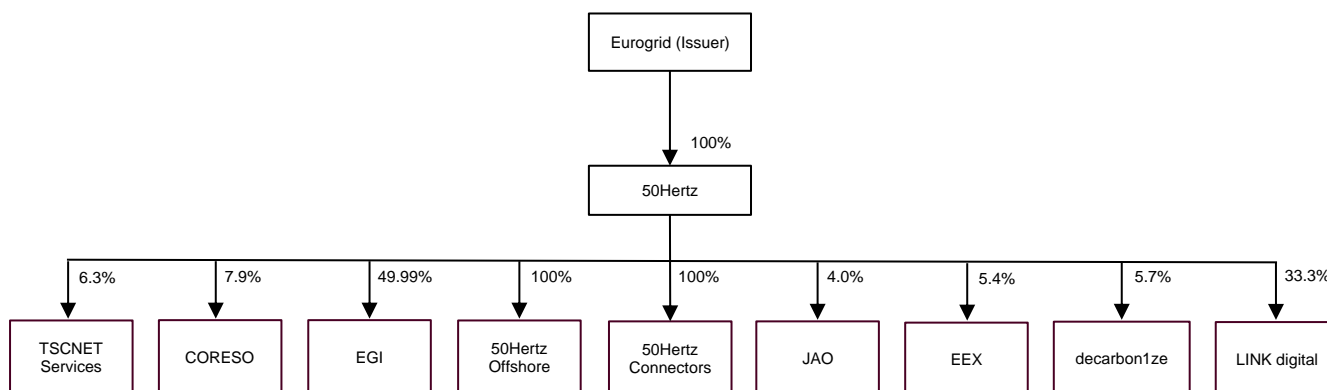 Eurogrid (Issuer)
100%
50Hertz
6.3%
7.9%
49.99%
100%
100%
4.0%
5.4%
5.7%
33.3%
TSCNET
Services
CORESO
EGI
50Hertz
Offshore
50Hertz
Connectors
JAO
EEX
decarbon1ze
LINK digital